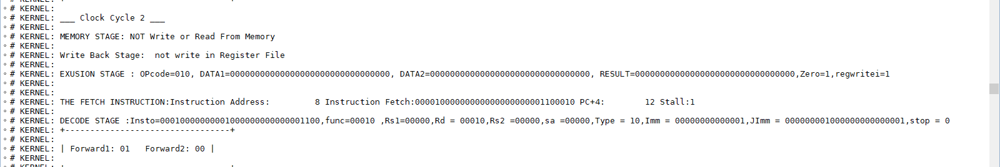 # KERNEL:
# KERNEL: ___ Clock Cycle 2 ___
# KERNEL:
# KERNEL: MEMORY STAGE: NOT Write or Read From Memory
# KERNEL:
# KERNEL: Write Back Stage:  not write in Register File
# KERNEL:
# KERNEL: EXUSION STAGE : OPcode=010, DATA1=00000000000000000000000000000000, DATA2=00000000000000000000000000000000, RESULT=00000000000000000000000000000000,Zero=1,regwritei=1
# KERNEL:
# KERNEL:
# KERNEL: THE FETCH INSTRUCTION:Instruction Address:         8 Instruction Fetch:00001000000000000000000001100010 PC+4:        12 Stall:1
# KERNEL:
# KERNEL: DECODE STAGE :Insto=00010000000001000000000000001100,func=00010 ,Rs1=00000,Rd = 00010,Rs2 =00000,sa =00000,Type = 10,Imm = 00000000000001,JImm = 000000001000000000000001,stop = 0
# KERNEL: +---------------------------------+
# KERNEL:
# KERNEL: | Forward1: 01   Forward2: 00 |
# KERNEL:
# KERNEL: